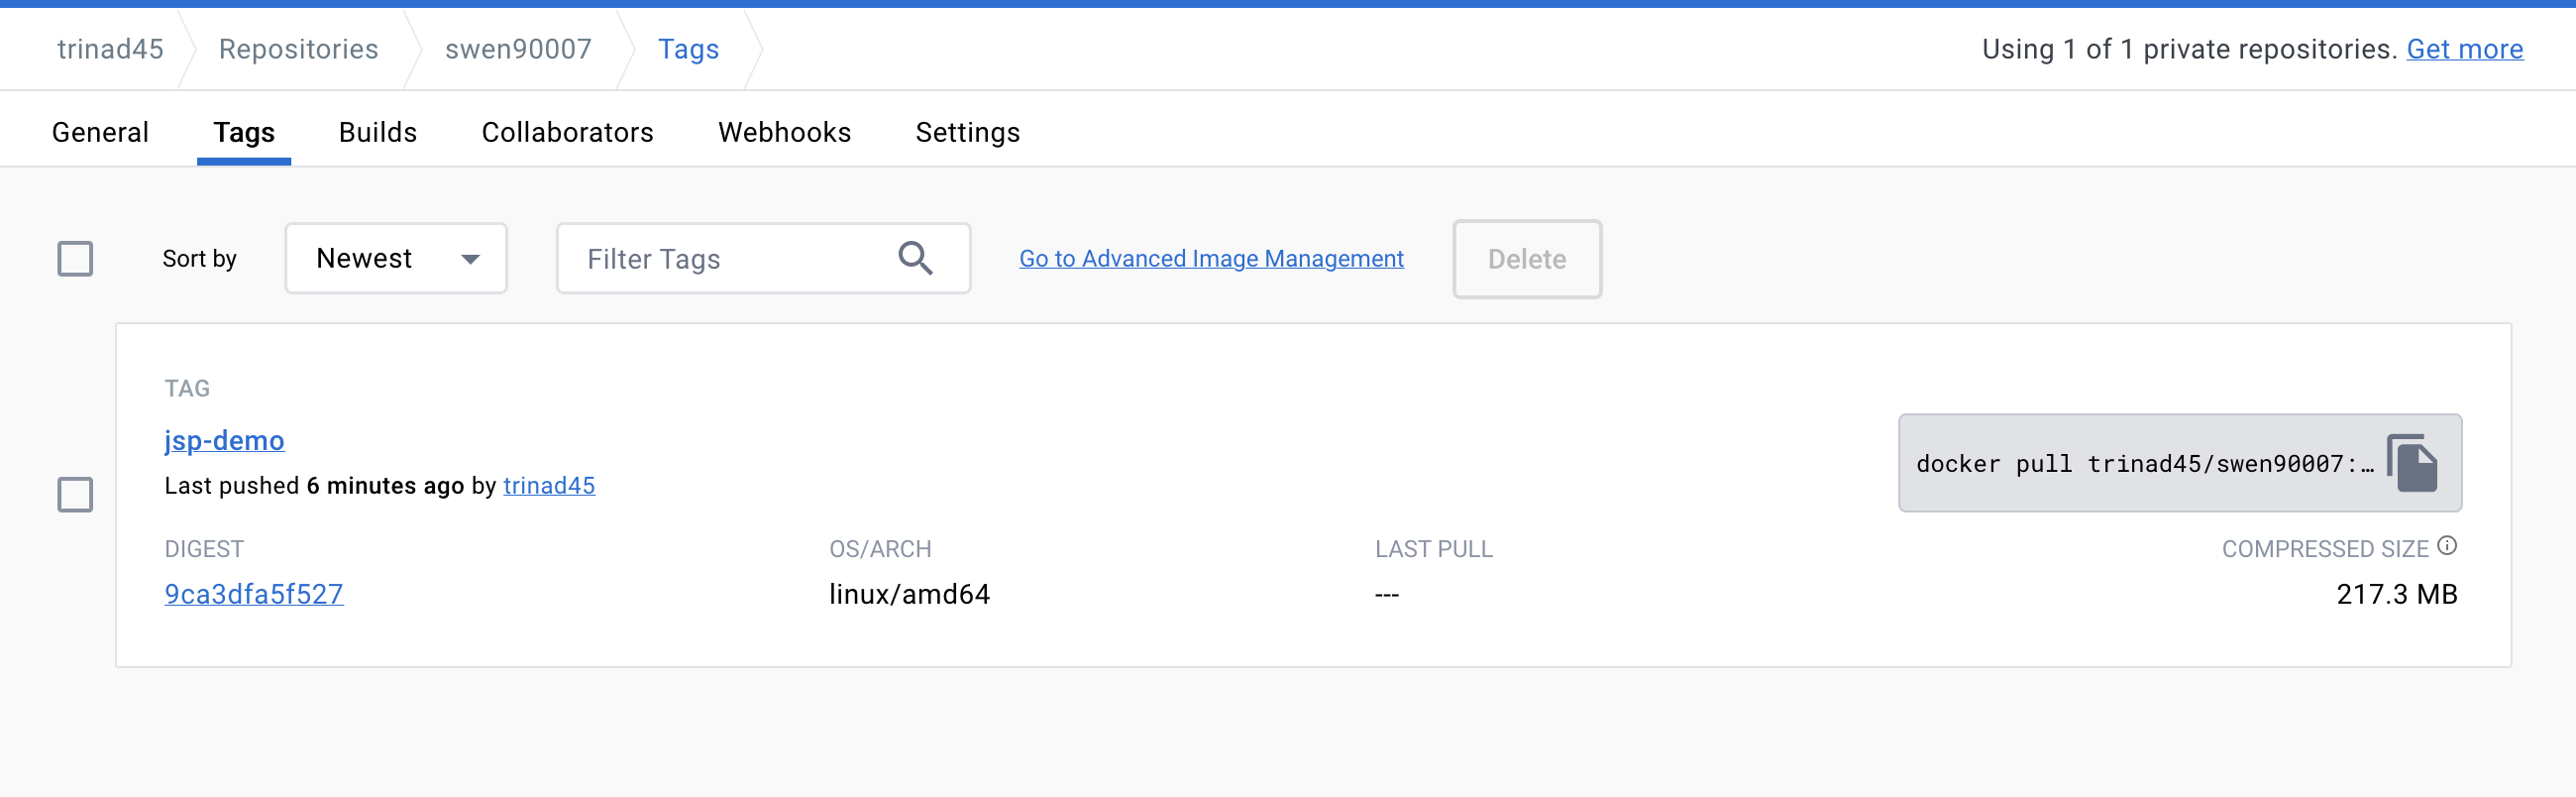 trinad45 Repositories swen90007 Tags Using 1 of 1 private repositories. Get more
General Tags Builds Collaborators Webhooks Settings
Sort by Newest Filter Tags Go to Advanced Image Management Delete
TAG
jsp-demo
docker pull trinad45/swen90007:…
Last pushed 6 minutes ago by trinad45
DIGEST OS/ARCH LAST PULL COMPRESSED SIZE
9ca3dfa5f527 linux/amd64 --- 217.3 MB